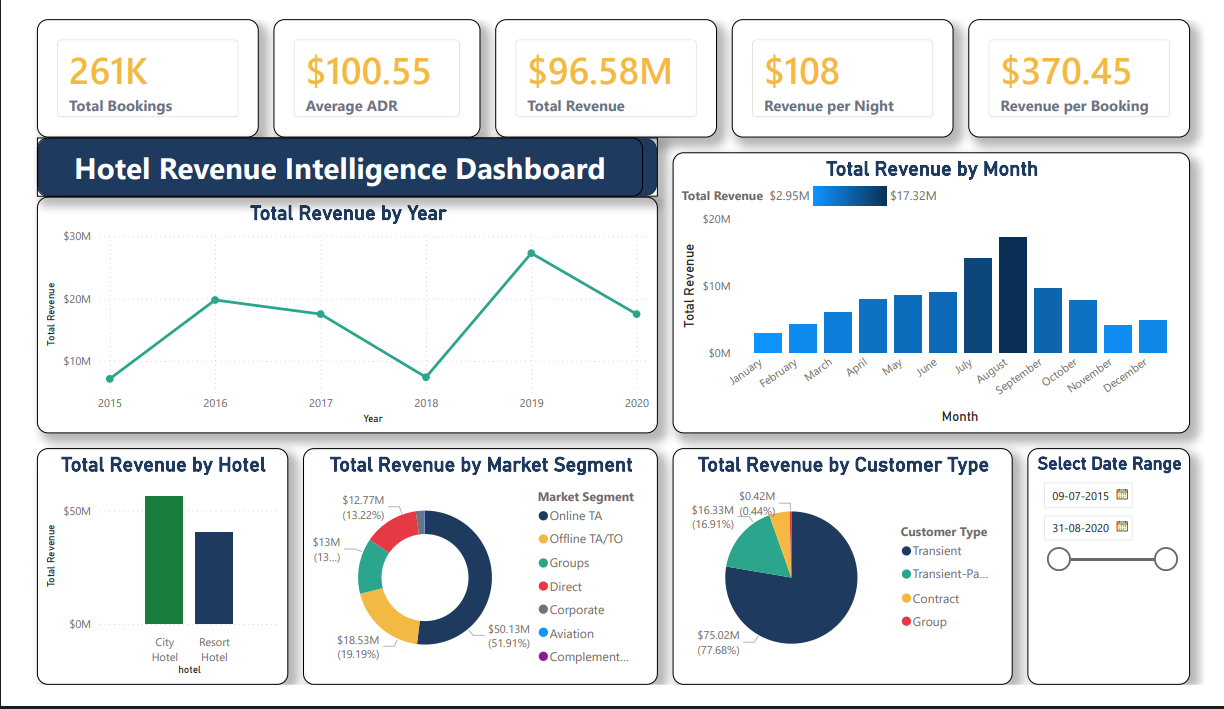 261K
Total Bookings
$100.55
Average ADR
$96.58M
Total Revenue
$108
Revenue per Night
$370.45
Revenue per Booking
Hotel Revenue Intelligence Dashboard
Total Revenue by Year
$30M
$20M
$10M
Total Revenue
2015 2016 2017 2018 2019 2020
Year
Total Revenue by Month
Total Revenue $2.95M $17.32M
$20M
$10M
$0M
Total Revenue
January February March April May June July August September October November December
Month
Total Revenue by Hotel
$50M
$0M
Total Revenue
City
Hotel
Resort
Hotel
hotel
Total Revenue by Market Segment
$12.77M
(13.22%)
$13M
(13...)
$18.53M
(19.19%)
$50.13M
(51.91%)
Market Segment
Online TA
Offline TA/TO
Groups
Direct
Corporate
Aviation
Complement...
Total Revenue by Customer Type
$0.42M
(0.44%)
$16.33M
(16.91%)
$75.02M
(77.68%)
Customer Type
Transient
Transient-Pa...
Contract
Group
Select Date Range
09-07-2015
31-08-2020